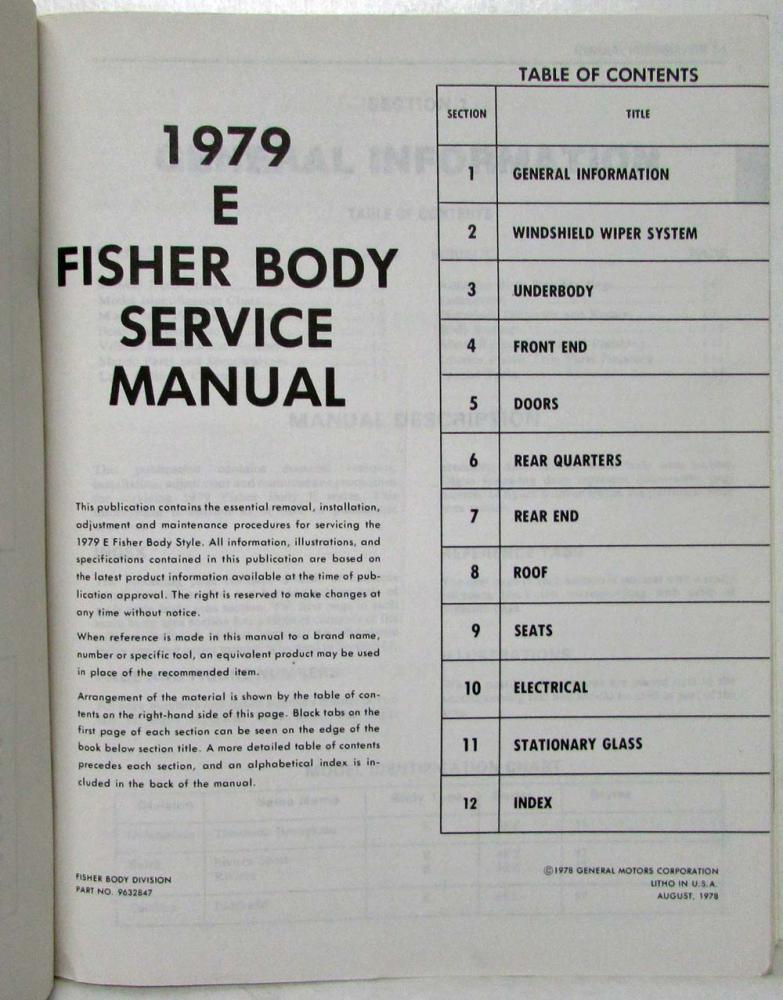 1979
E
FISHER BODY
SERVICE
MANUAL
This publication contains the essential removal, installation,
adjustment and maintenance procedures for servicing the
1979 E Fisher Body Style. All information, illustrations, and
specifications contained in this publication are based on
the latest product information available at the time of pub-
lication approval. The right is reserved to make changes at
any time without notice.
When reference is made in this manual to a brand name,
number or specific tool, an equivalent product may be used
in place of the recommended item.
Arrangement of the material is shown by the table of con-
tents on the right-hand side of this page. Black tabs on the
first page of each section can be seen on the edge of the
book below section title. A more detailed table of contents
precedes each section, and an alphabetical index is in-
cluded in the back of the manual.
FISHER BODY DIVISION
PART NO. 9632847
TABLE OF CONTENTS
SECTION TITLE
1 GENERAL INFORMATION
2 WINDSHIELD WIPER SYSTEM
3 UNDERBODY
4 FRONT END
5 DOORS
6 REAR QUARTERS
7 REAR END
8 ROOF
9 SEATS
10 ELECTRICAL
11 STATIONARY GLASS
12 INDEX
©1978 GENERAL MOTORS CORPORATION
LITHO IN U.S.A.
AUGUST, 1978